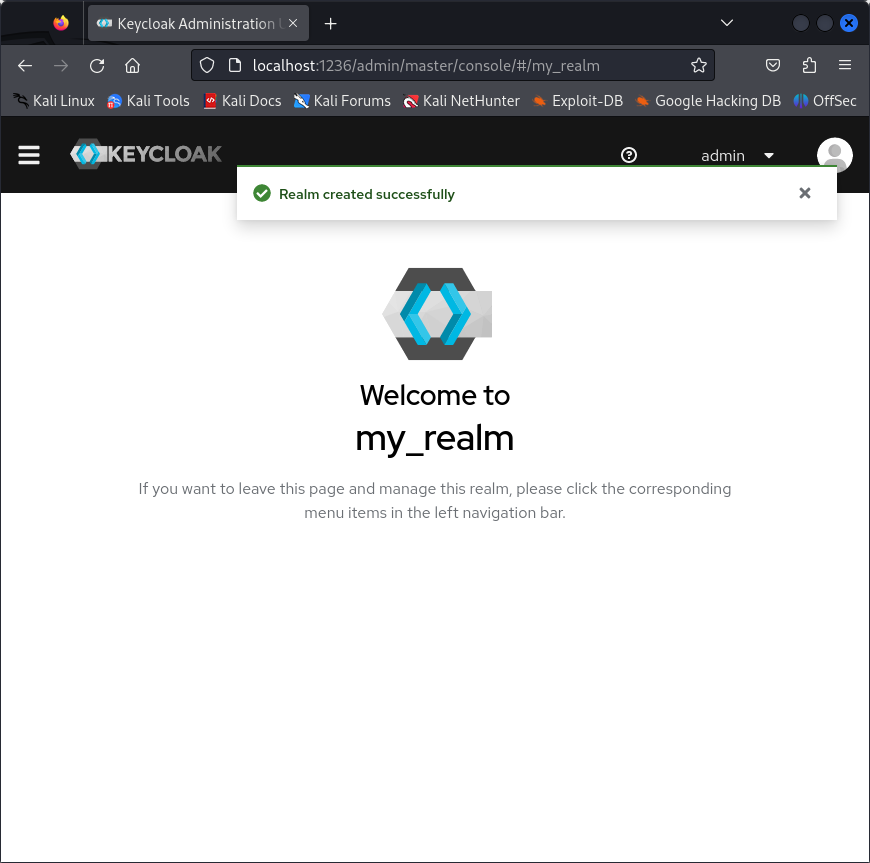 Keycloak Administration
localhost:1236/admin/master/console/#/my_realm
Kali Linux Kali Tools Kali Docs Kali Forums Kali NetHunter Exploit-DB Google Hacking DB OffSec
KEYCLOAK admin
Realm created successfully
Welcome to
my_realm
If you want to leave this page and manage this realm, please click the corresponding
menu items in the left navigation bar.